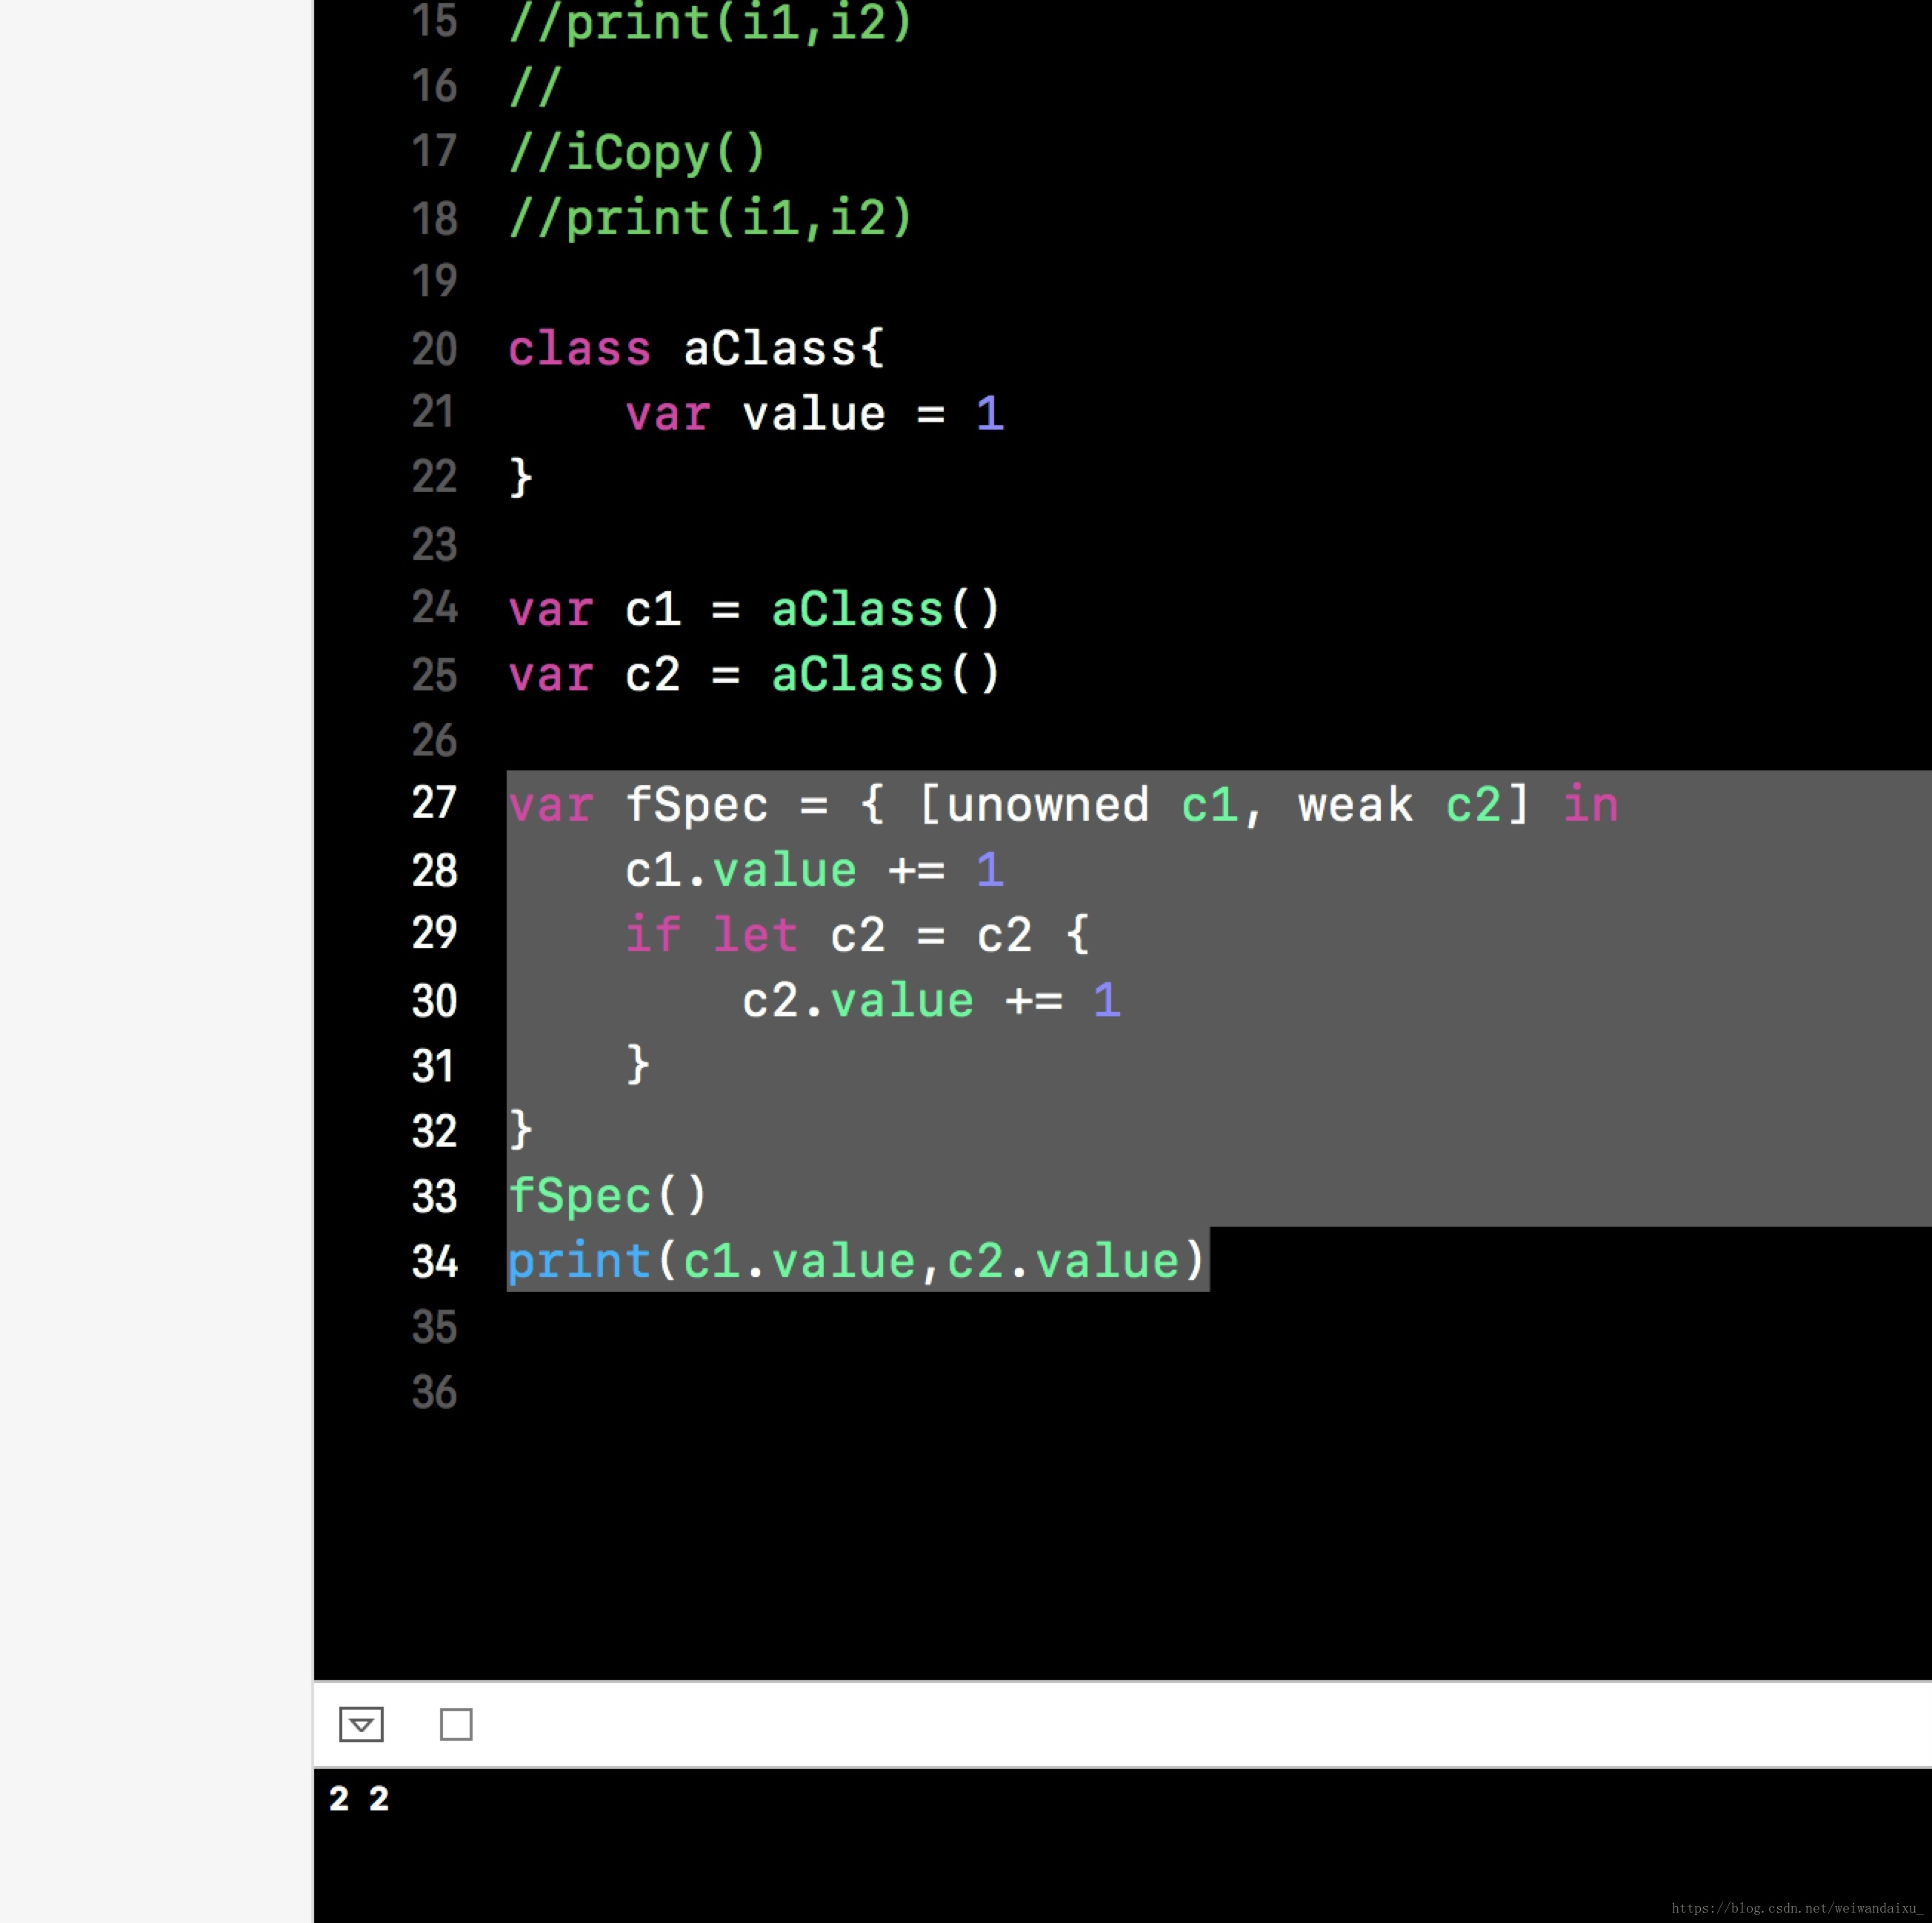 15 //print(i1,i2)
16 //
17 //iCopy()
18 //print(i1,i2)
19
20 class aClass{
21     var value = 1
22 }
23
24 var c1 = aClass()
25 var c2 = aClass()
26
27 var fSpec = { [unowned c1, weak c2] in
28     c1.value += 1
29     if let c2 = c2 {
30         c2.value += 1
31     }
32 }
33 fSpec()
34 print(c1.value,c2.value)
35
36
2 2
https://blog.csdn.net/weiwandaixu_